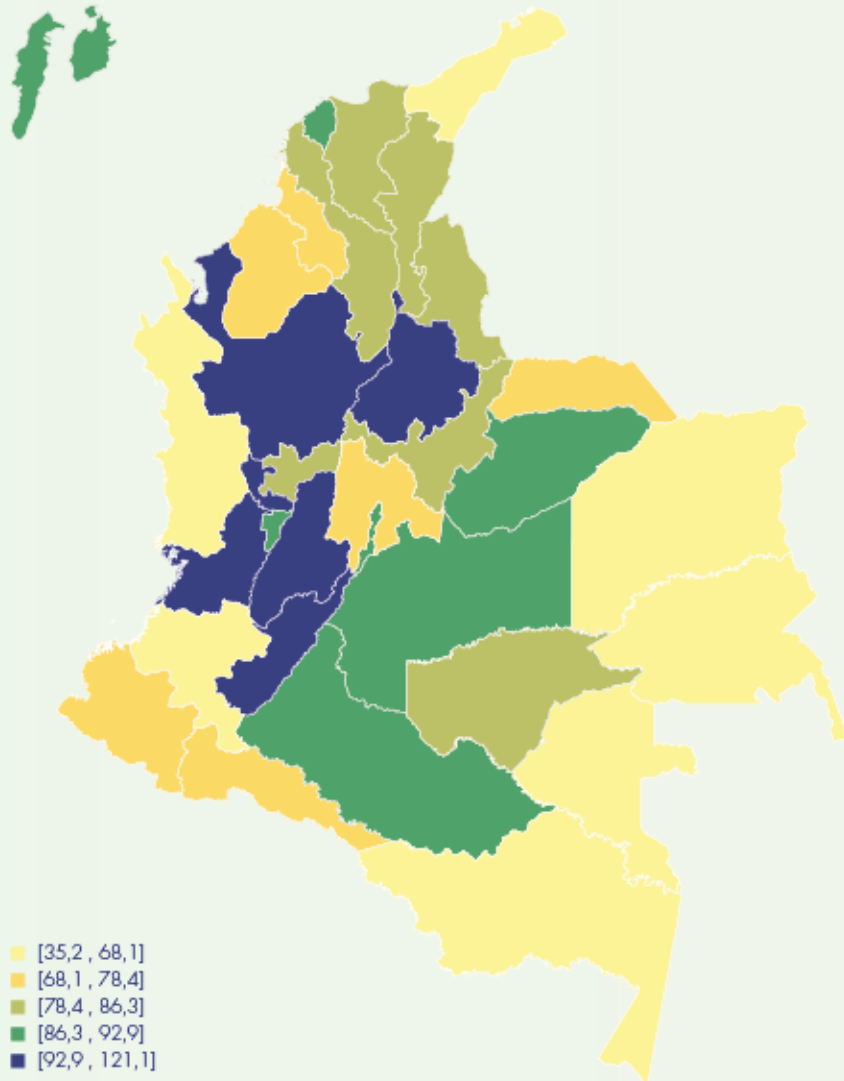 [35,2 , 68,1]
[68,1 , 78,4]
[78,4 , 86,3]
[86,3 , 92,9]
[92,9 , 121,1]